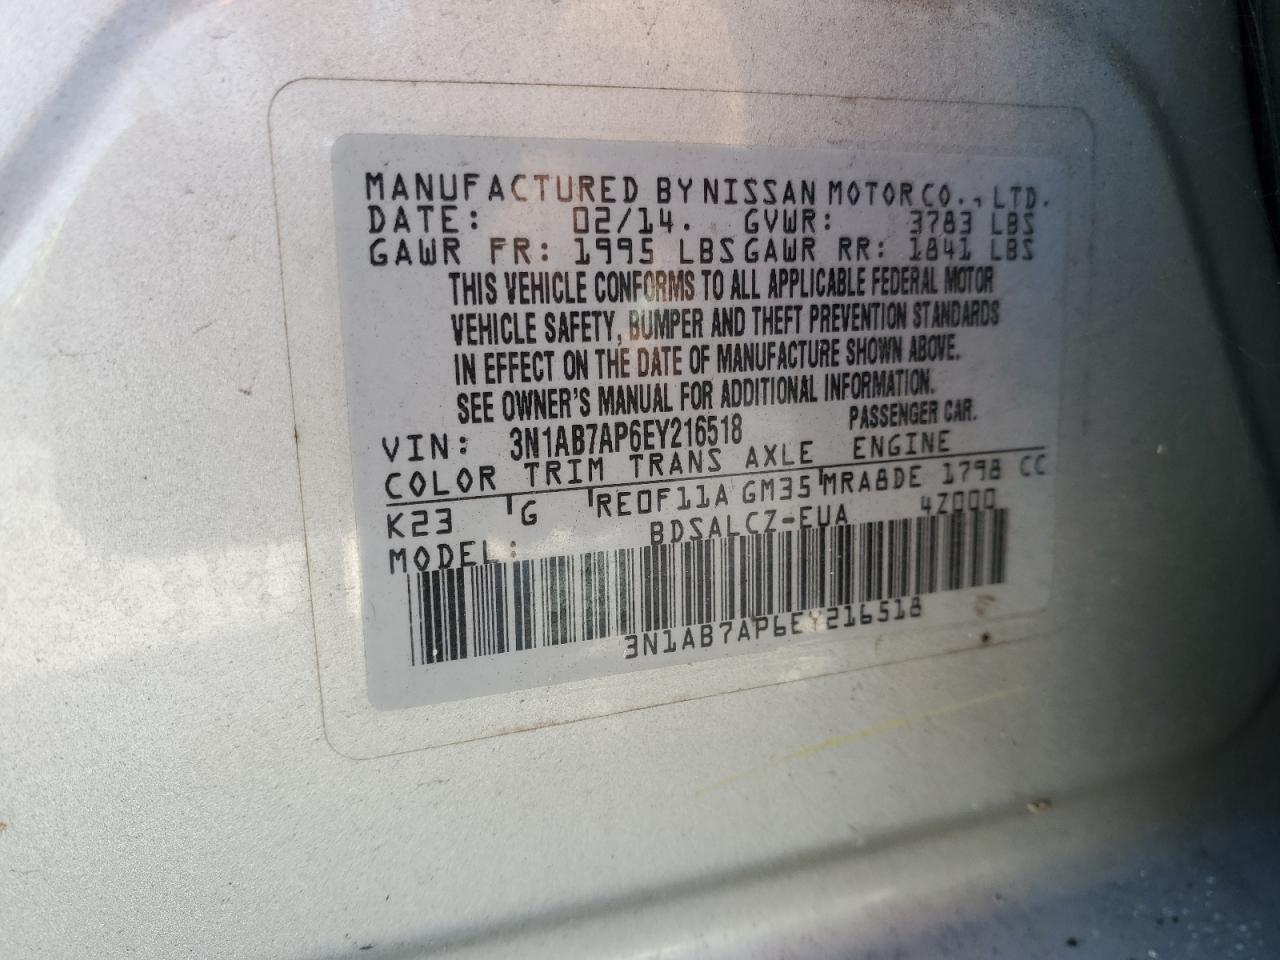 MANUFACTURED BY NISSAN MOTOR CO., LTD.
DATE: 02/14. GVWR: 3783 LBS
GAWR FR: 1995 LBS GAWR RR: 1841 LBS
THIS VEHICLE CONFORMS TO ALL APPLICABLE FEDERAL MOTOR
VEHICLE SAFETY, BUMPER AND THEFT PREVENTION STANDARDS
IN EFFECT ON THE DATE OF MANUFACTURE SHOWN ABOVE.
SEE OWNER'S MANUAL FOR ADDITIONAL INFORMATION.
VIN: 3N1AB7AP6EY216518 PASSENGER CAR.
COLOR TRIM TRANS AXLE ENGINE
K23 G RE0F11A GM35 MRA8DE 1798 CC
MODEL: BDSALCZ-EUA 4Z000
3N1AB7AP6EY216518